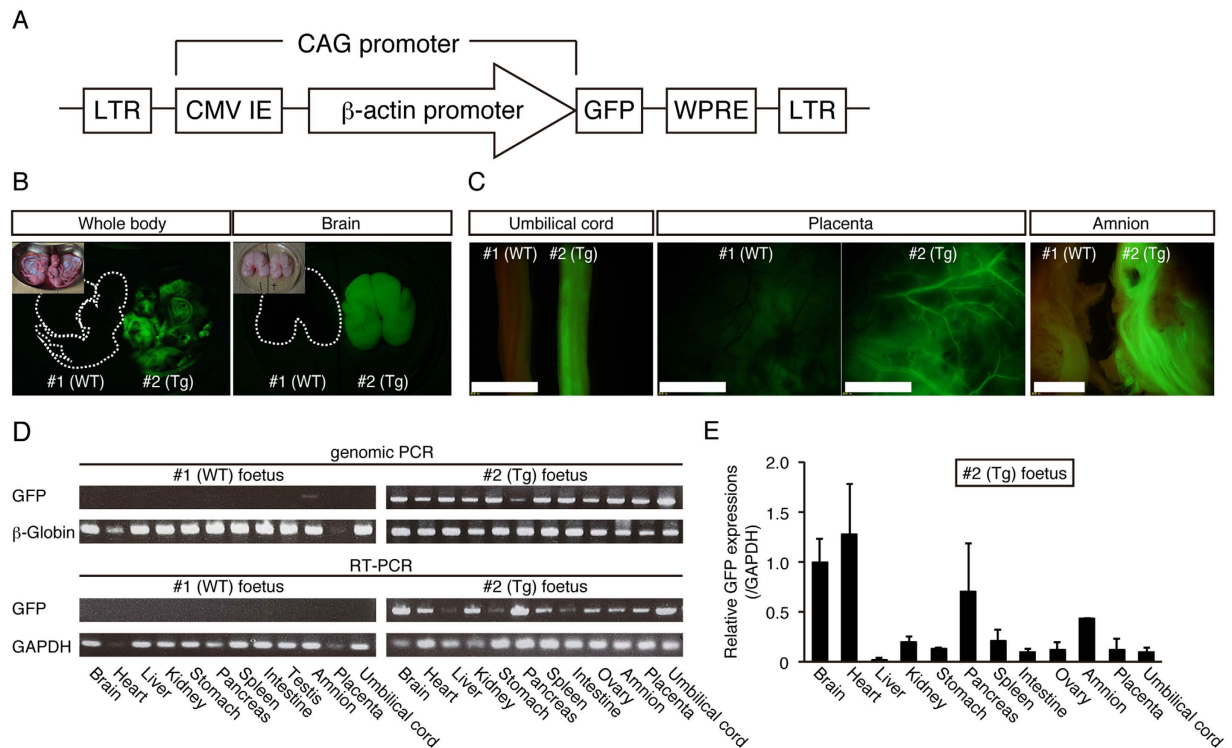 A
CAG promoter
LTR CMV IE β-actin promoter GFP WPRE LTR
B
Whole body Brain
#1 (WT) #2 (Tg) #1 (WT) #2 (Tg)
C
Umbilical cord Placenta Amnion
#1 (WT) #2 (Tg) #1 (WT) #2 (Tg) #1 (WT) #2 (Tg)
D
genomic PCR
#1 (WT) foetus #2 (Tg) foetus
GFP
β-Globin
RT-PCR
#1 (WT) foetus #2 (Tg) foetus
GFP
GAPDH
Brain Heart Liver Kidney Stomach Pancreas Spleen Intestine Testis Amnion Placenta Umbilical cord
Brain Heart Liver Kidney Stomach Pancreas Spleen Intestine Ovary Amnion Placenta Umbilical cord
E
#2 (Tg) foetus
Relative GFP expressions
(/GAPDH)
2.0
1.5
1.0
0.5
0
Brain Heart Liver Kidney Stomach Pancreas Spleen Intestine Ovary Amnion Placenta Umbilical cord